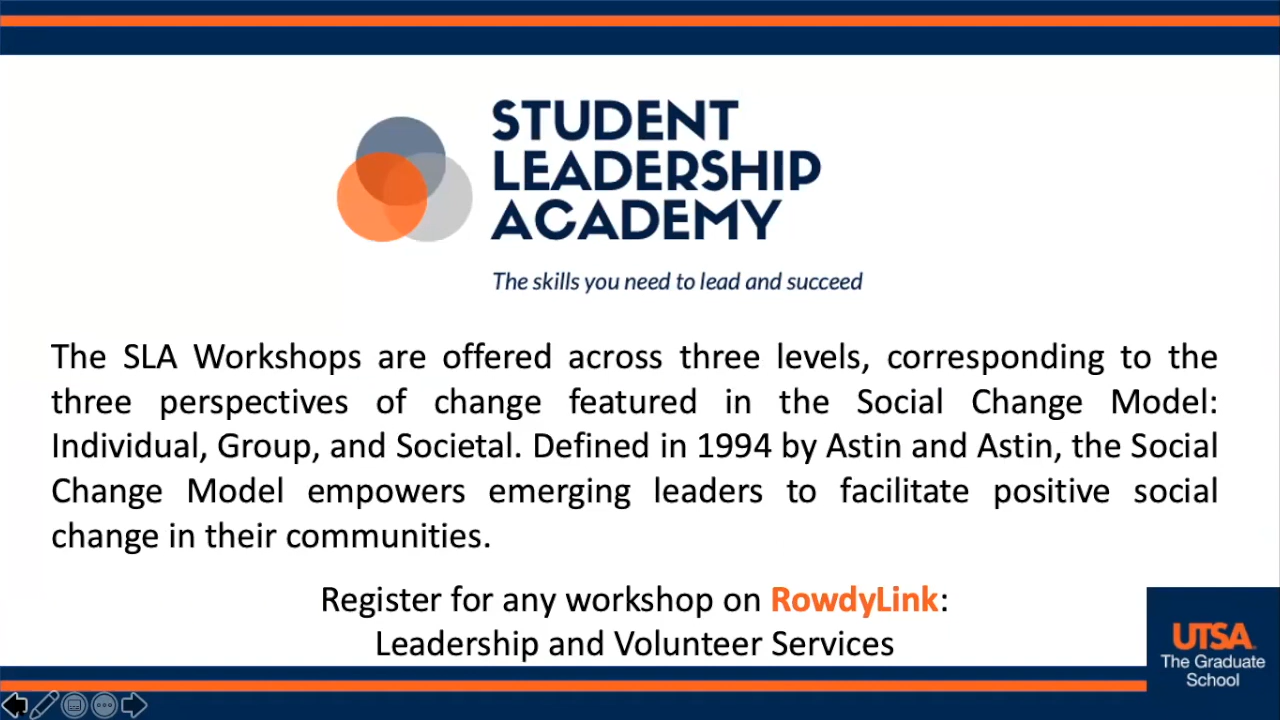 STUDENT
LEADERSHIP
ACADEMY
The skills you need to lead and succeed
The SLA Workshops are offered across three levels, corresponding to the
three perspectives of change featured in the Social Change Model:
Individual, Group, and Societal. Defined in 1994 by Astin and Astin, the Social
Change Model empowers emerging leaders to facilitate positive social
change in their communities.
Register for any workshop on RowdyLink:
Leadership and Volunteer Services
UTSA
The Graduate
School